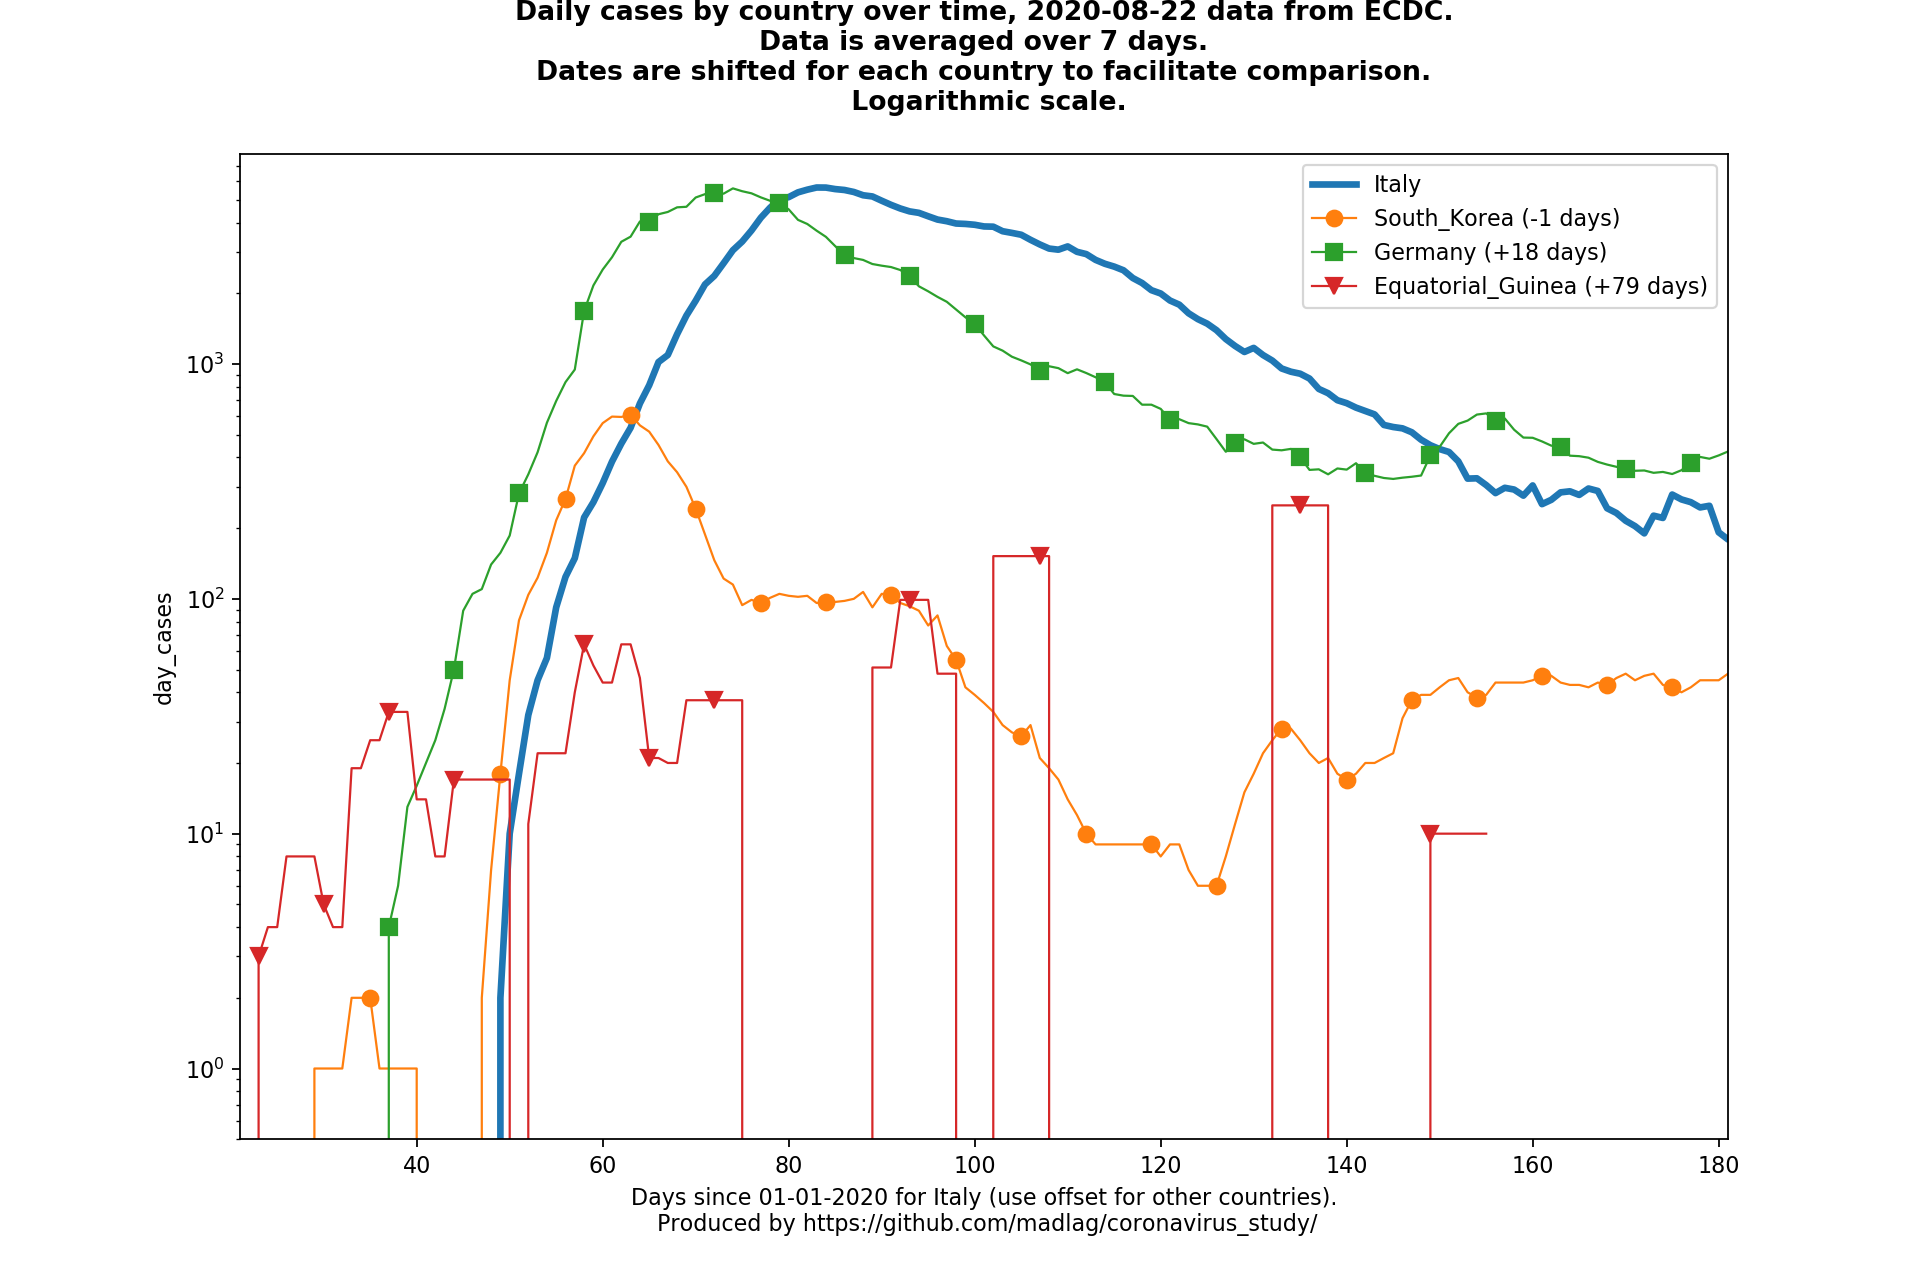 Daily cases by country over time, 2020-08-22 data from ECDC.
Data is averaged over 7 days.
Dates are shifted for each country to facilitate comparison.
Logarithmic scale.
Italy
South_Korea (-1 days)
Germany (+18 days)
Equatorial_Guinea (+79 days)
day_cases
10³
10²
10¹
10⁰
40 60 80 100 120 140 160 180
Days since 01-01-2020 for Italy (use offset for other countries).
Produced by https://github.com/madlag/coronavirus_study/